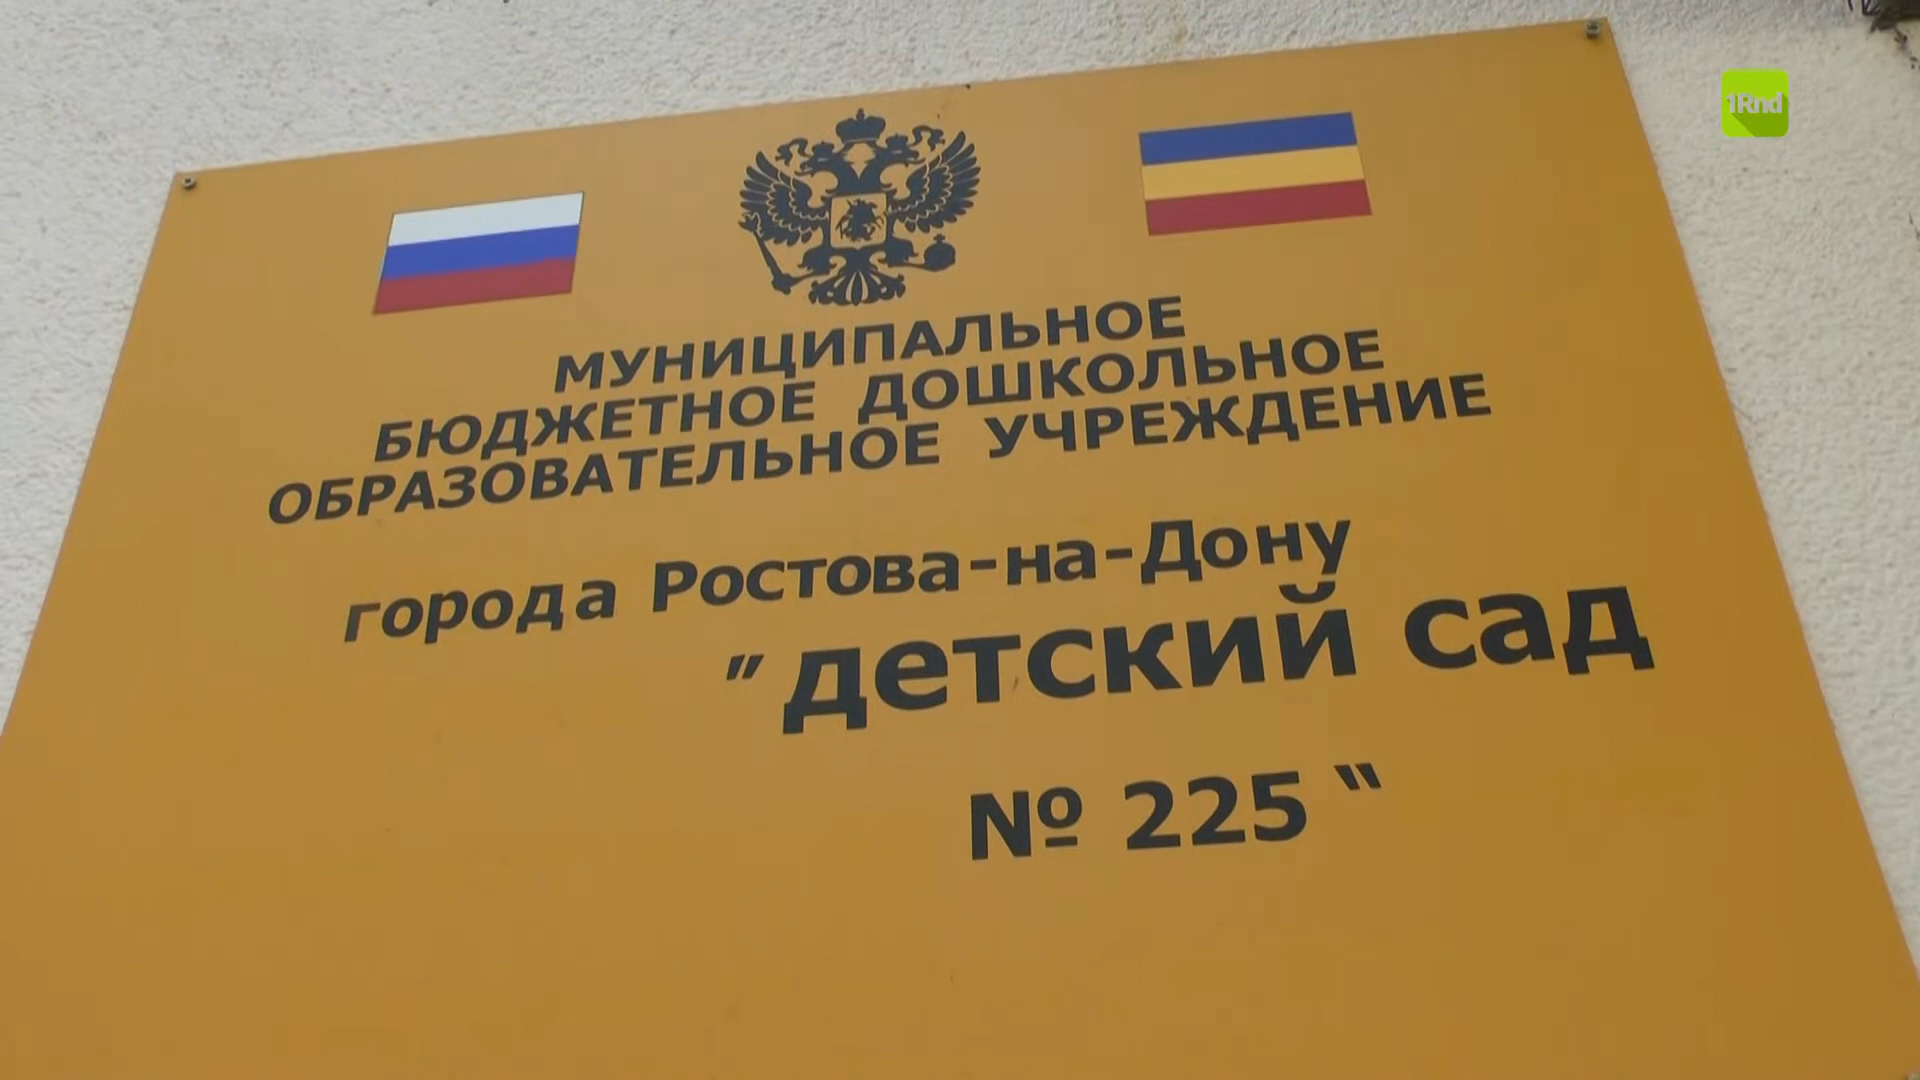 1Rnd
МУНИЦИПАЛЬНОЕ
БЮДЖЕТНОЕ ДОШКОЛЬНОЕ
ОБРАЗОВАТЕЛЬНОЕ УЧРЕЖДЕНИЕ
города Ростова-на-Дону
"детский сад
№ 225"